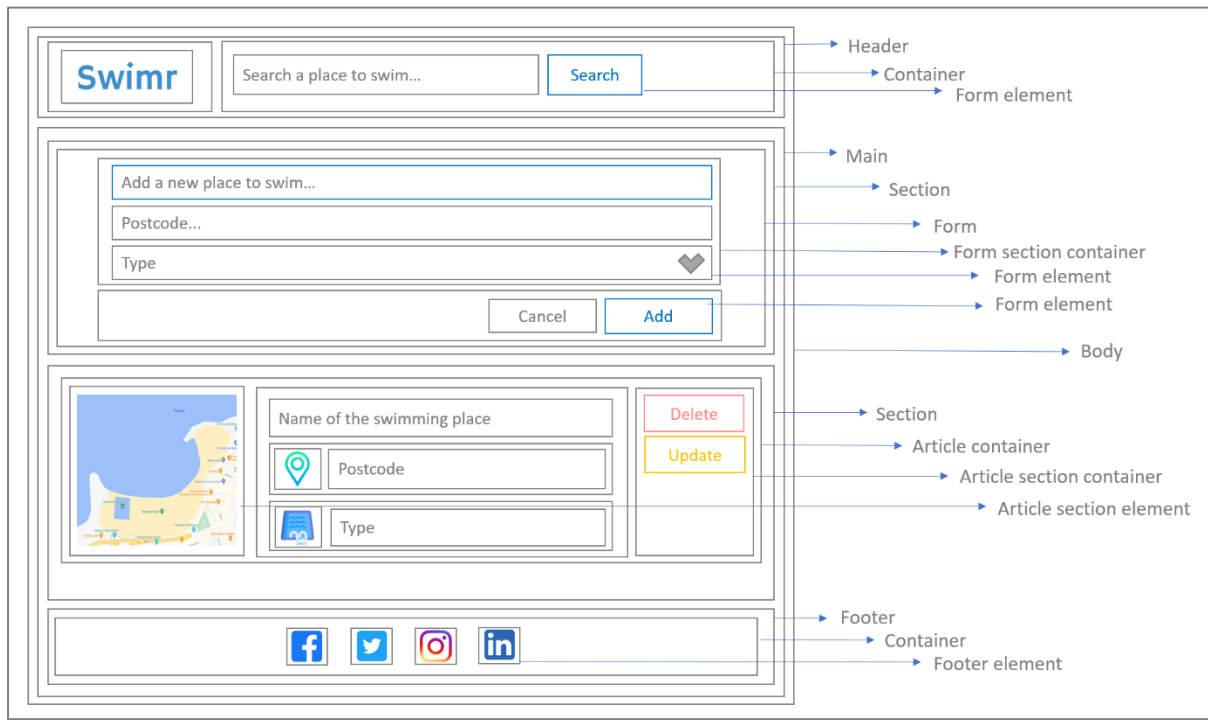 Swimr
Search a place to swim...
Search
Header
Container
Form element
Add a new place to swim...
Postcode...
Type
Cancel
Add
Main
Section
Form
Form section container
Form element
Form element
Body
Name of the swimming place
Postcode
Type
Delete
Update
Section
Article container
Article section container
Article section element
Footer
Container
Footer element